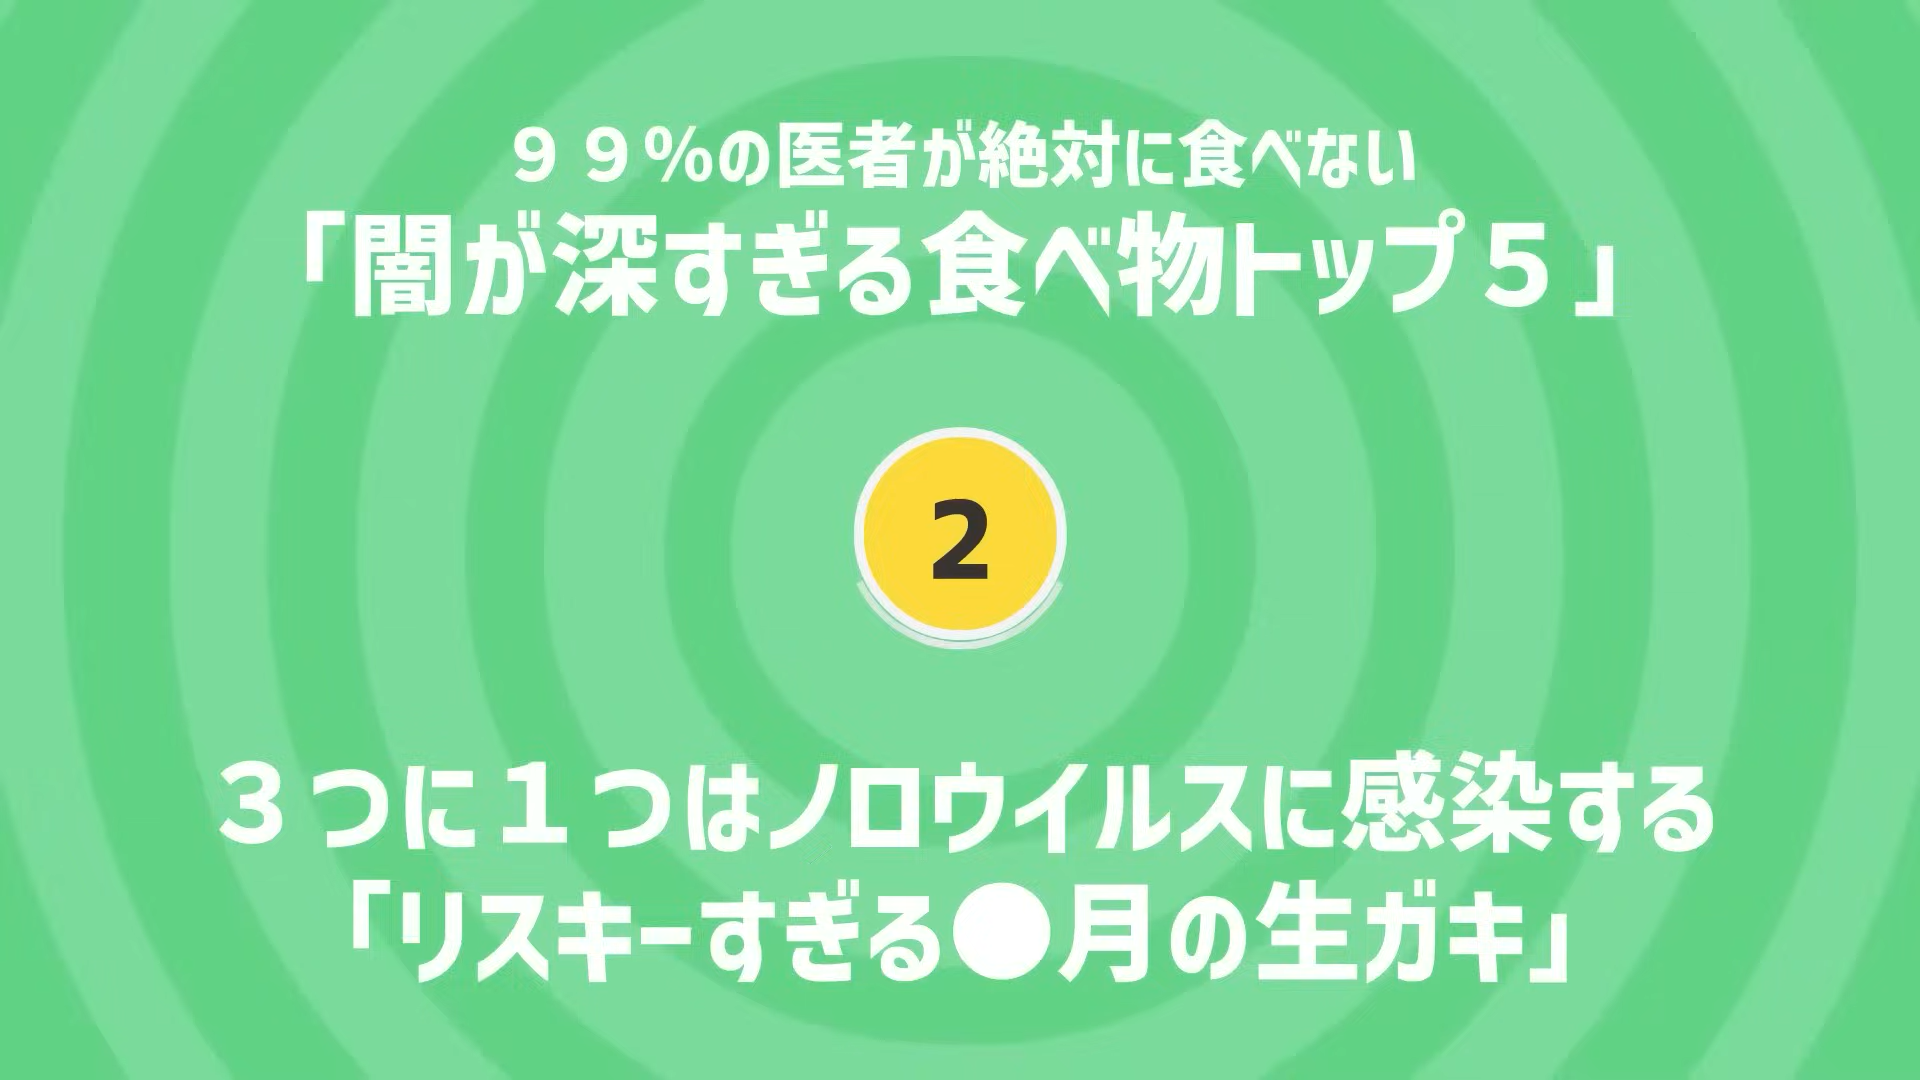 ９９％の医者が絶対に食べない
「闇が深すぎる食べ物トップ５」
2
３つに１つはノロウイルスに感染する
「リスキーすぎる●月の生ガキ」